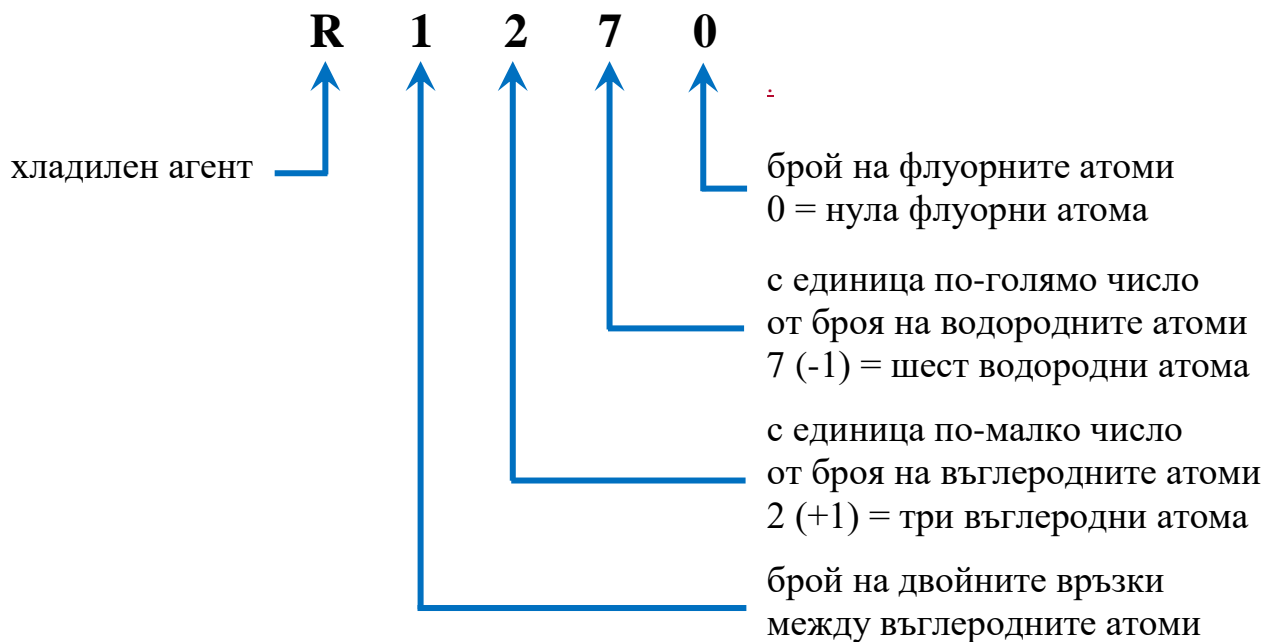 R 1 2 7 0
.
хладилен агент
брой на флуорните атоми
0 = нула флуорни атома
с единица по-голямо число
от броя на водородните атоми
7 (-1) = шест водородни атома
с единица по-малко число
от броя на въглеродните атоми
2 (+1) = три въглеродни атома
брой на двойните връзки
между въглеродните атоми